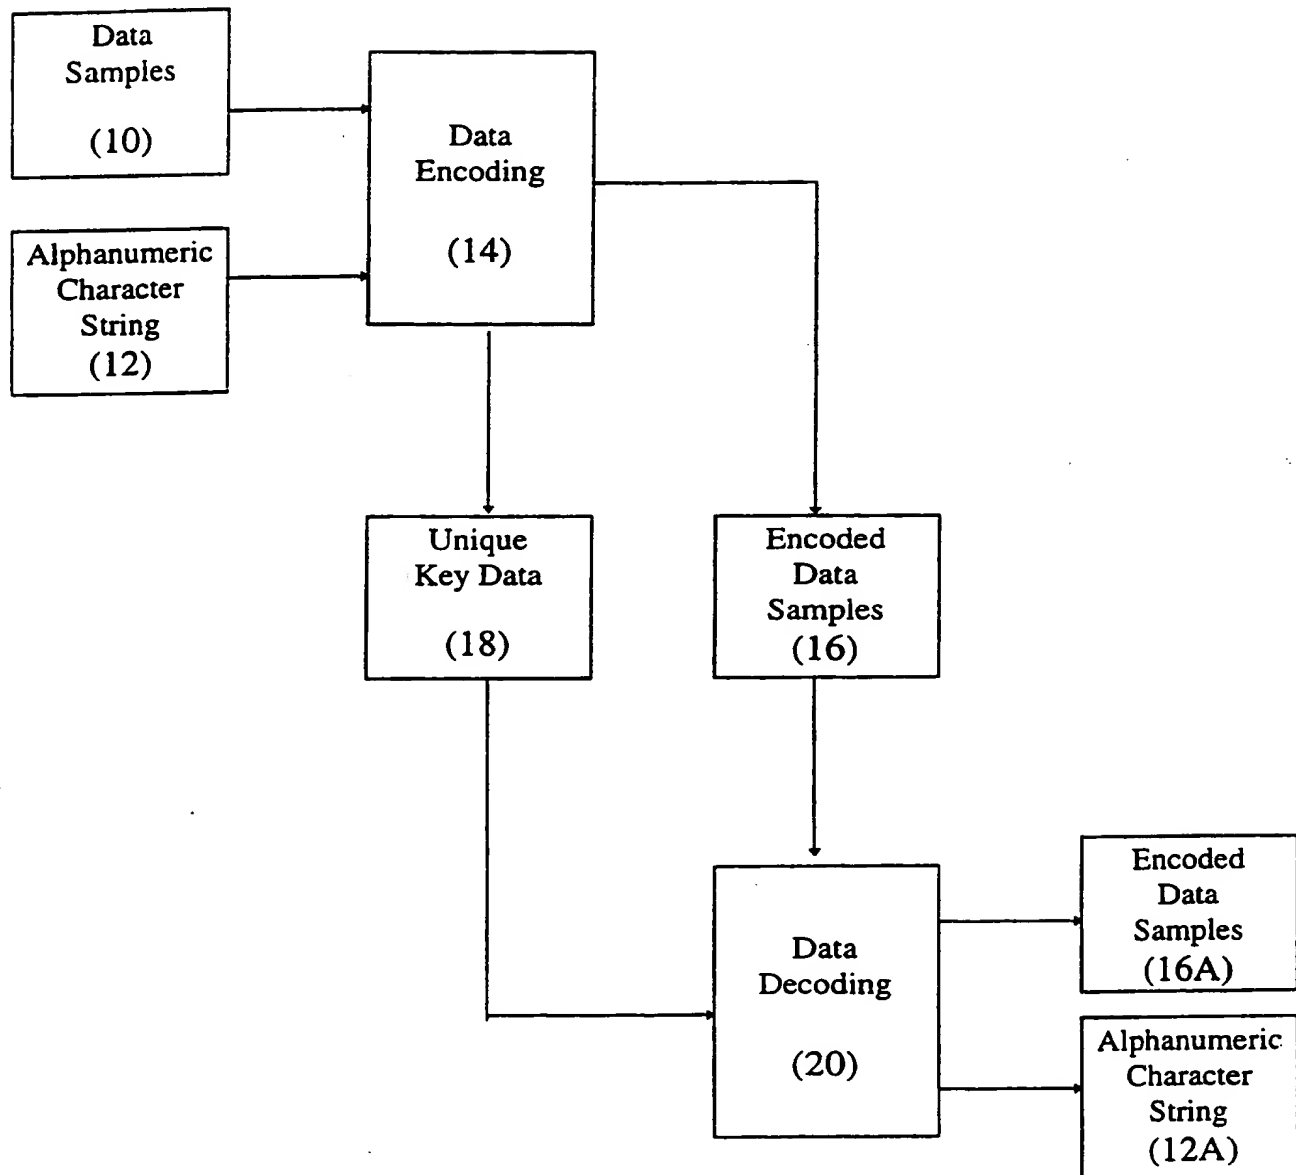 Data
Samples
(10)
Alphanumeric
Character
String
(12)
Data
Encoding
(14)
Unique
Key Data
(18)
Encoded
Data
Samples
(16)
Data
Decoding
(20)
Encoded
Data
Samples
(16A)
Alphanumeric
Character
String
(12A)